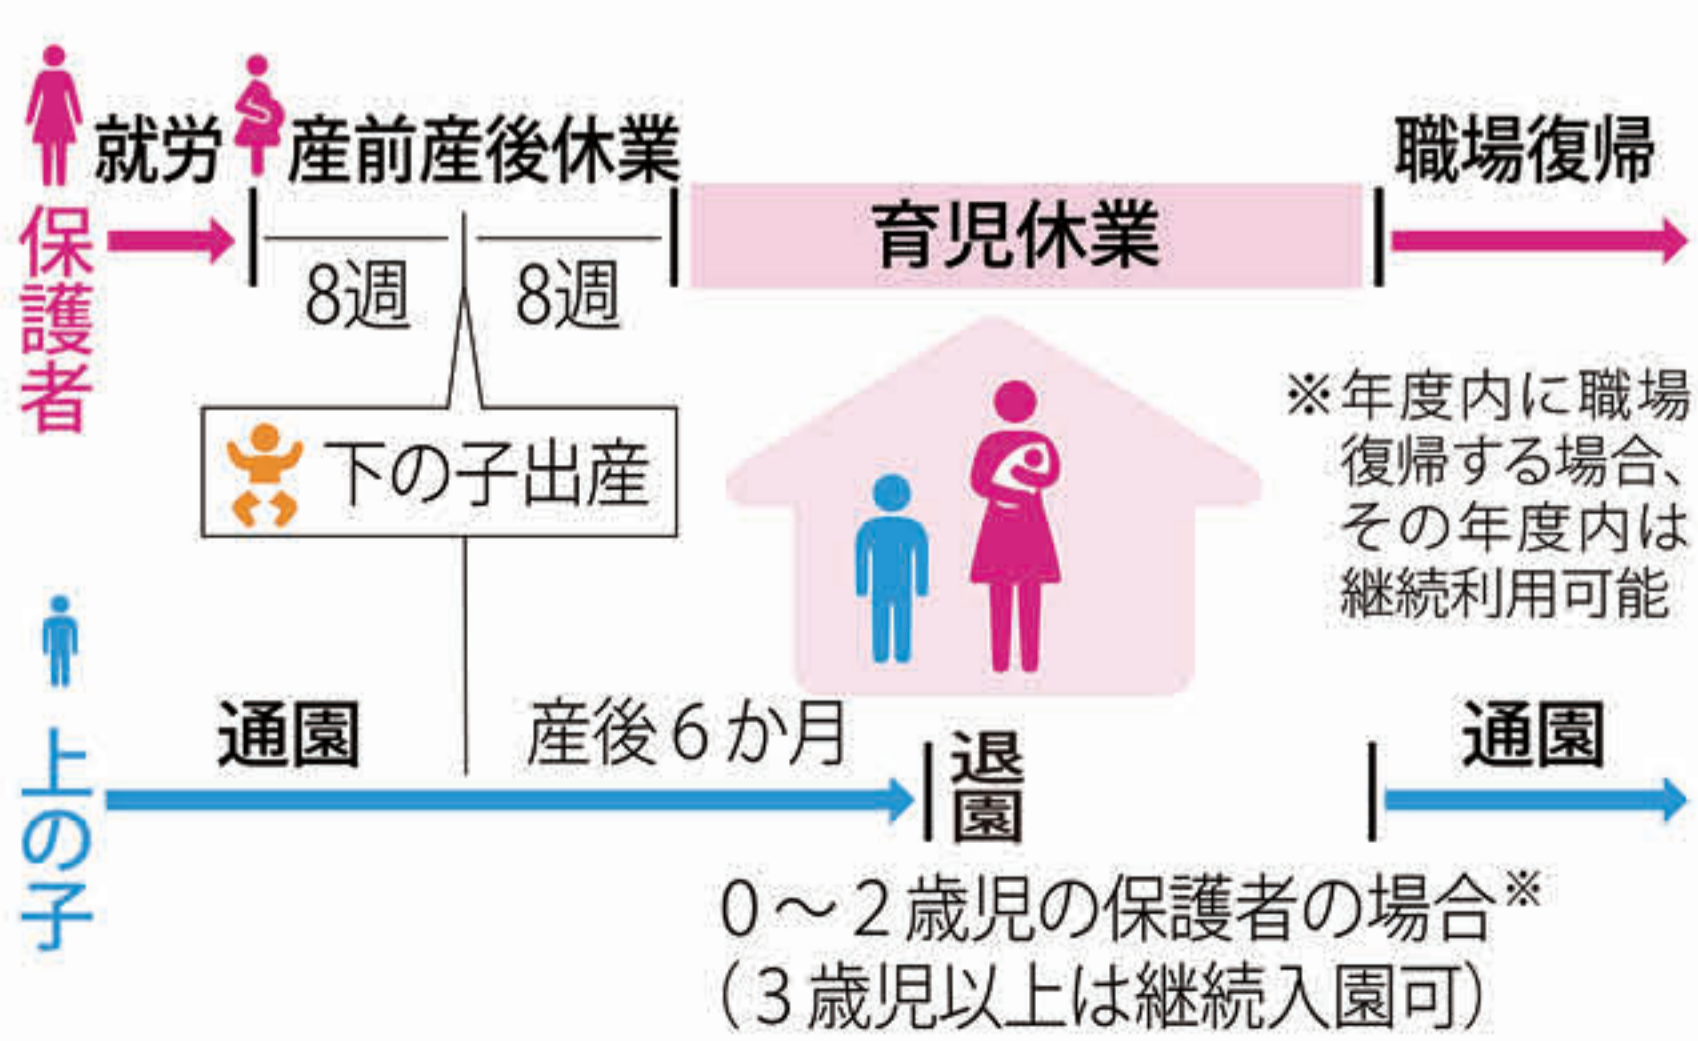 就労
産前産後休業
職場復帰
保護者
育児休業
8週
8週
下の子出産
※年度内に職場
復帰する場合、
その年度内は
継続利用可能
上の子
通園
産後6か月
退園
通園
0〜2歳児の保護者の場合※
(3歳児以上は継続入園可)